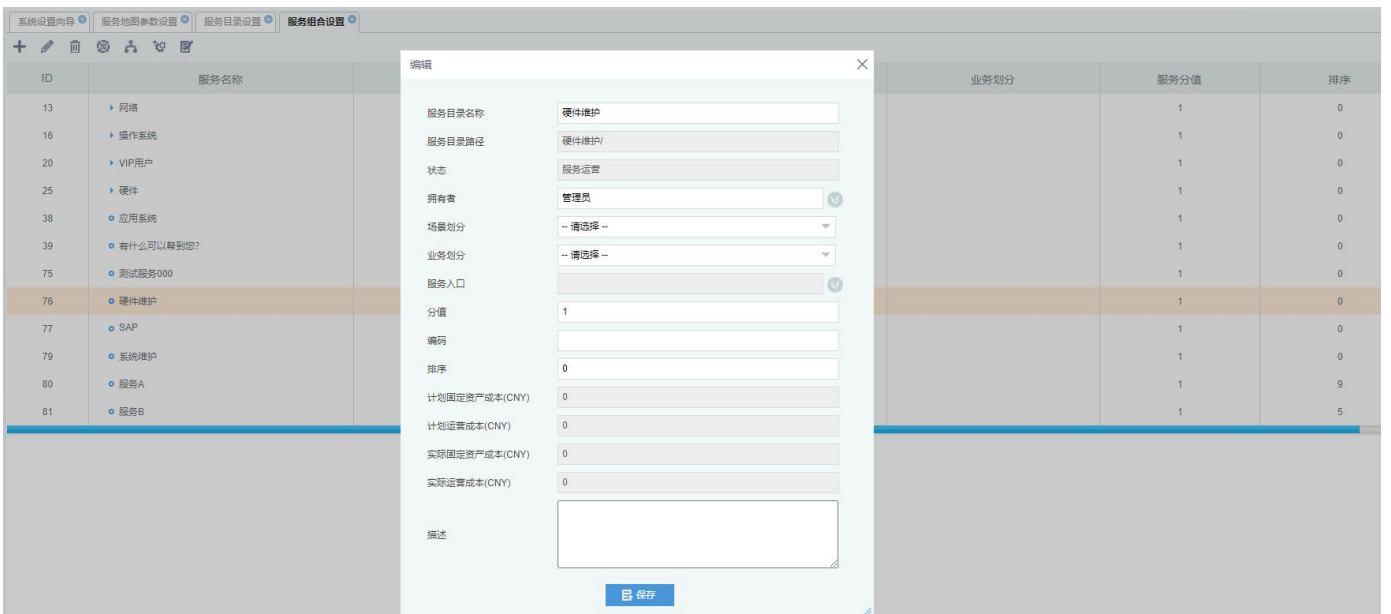 系统设置向导 服务地图参数设置 服务目录设置 服务组合设置
ID 服务名称 业务划分 服务分值 排序
13 网络 1 0
16 操作系统 1 0
20 VIP用户 1 0
25 硬件 1 0
38 应用系统 1 0
39 有什么可以帮到您? 1 0
75 测试服务000 1 0
76 硬件维护 1 0
77 SAP 1 0
79 系统维护 1 0
80 服务A 1 9
81 服务B 1 5
编辑
服务目录名称 硬件维护
服务目录路径 硬件维护/
状态 服务运营
拥有者 管理员
场景划分 -- 请选择 --
业务划分 -- 请选择 --
服务入口
分值 1
编码
排序 0
计划固定资产成本(CNY) 0
计划运营成本(CNY) 0
实际固定资产成本(CNY) 0
实际运营成本(CNY) 0
描述
保存